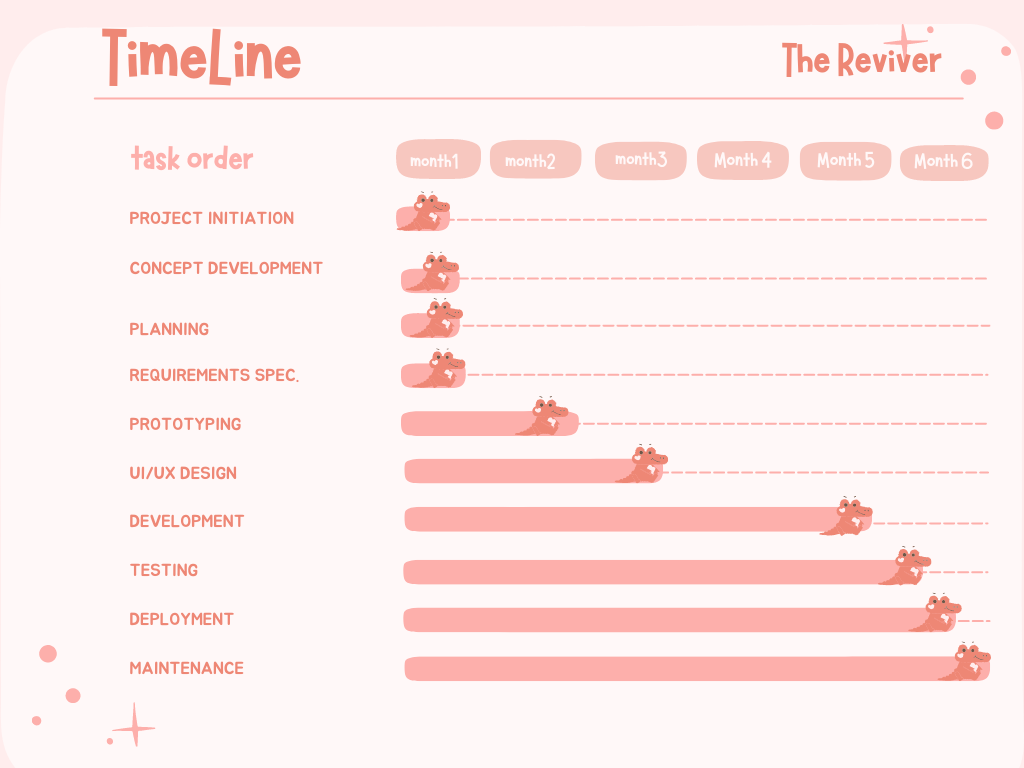 TimeLine
The Reviver
task order
month1 month2 month3 Month 4 Month 5 Month 6
PROJECT INITIATION
CONCEPT DEVELOPMENT
PLANNING
REQUIREMENTS SPEC.
PROTOTYPING
UI/UX DESIGN
DEVELOPMENT
TESTING
DEPLOYMENT
MAINTENANCE